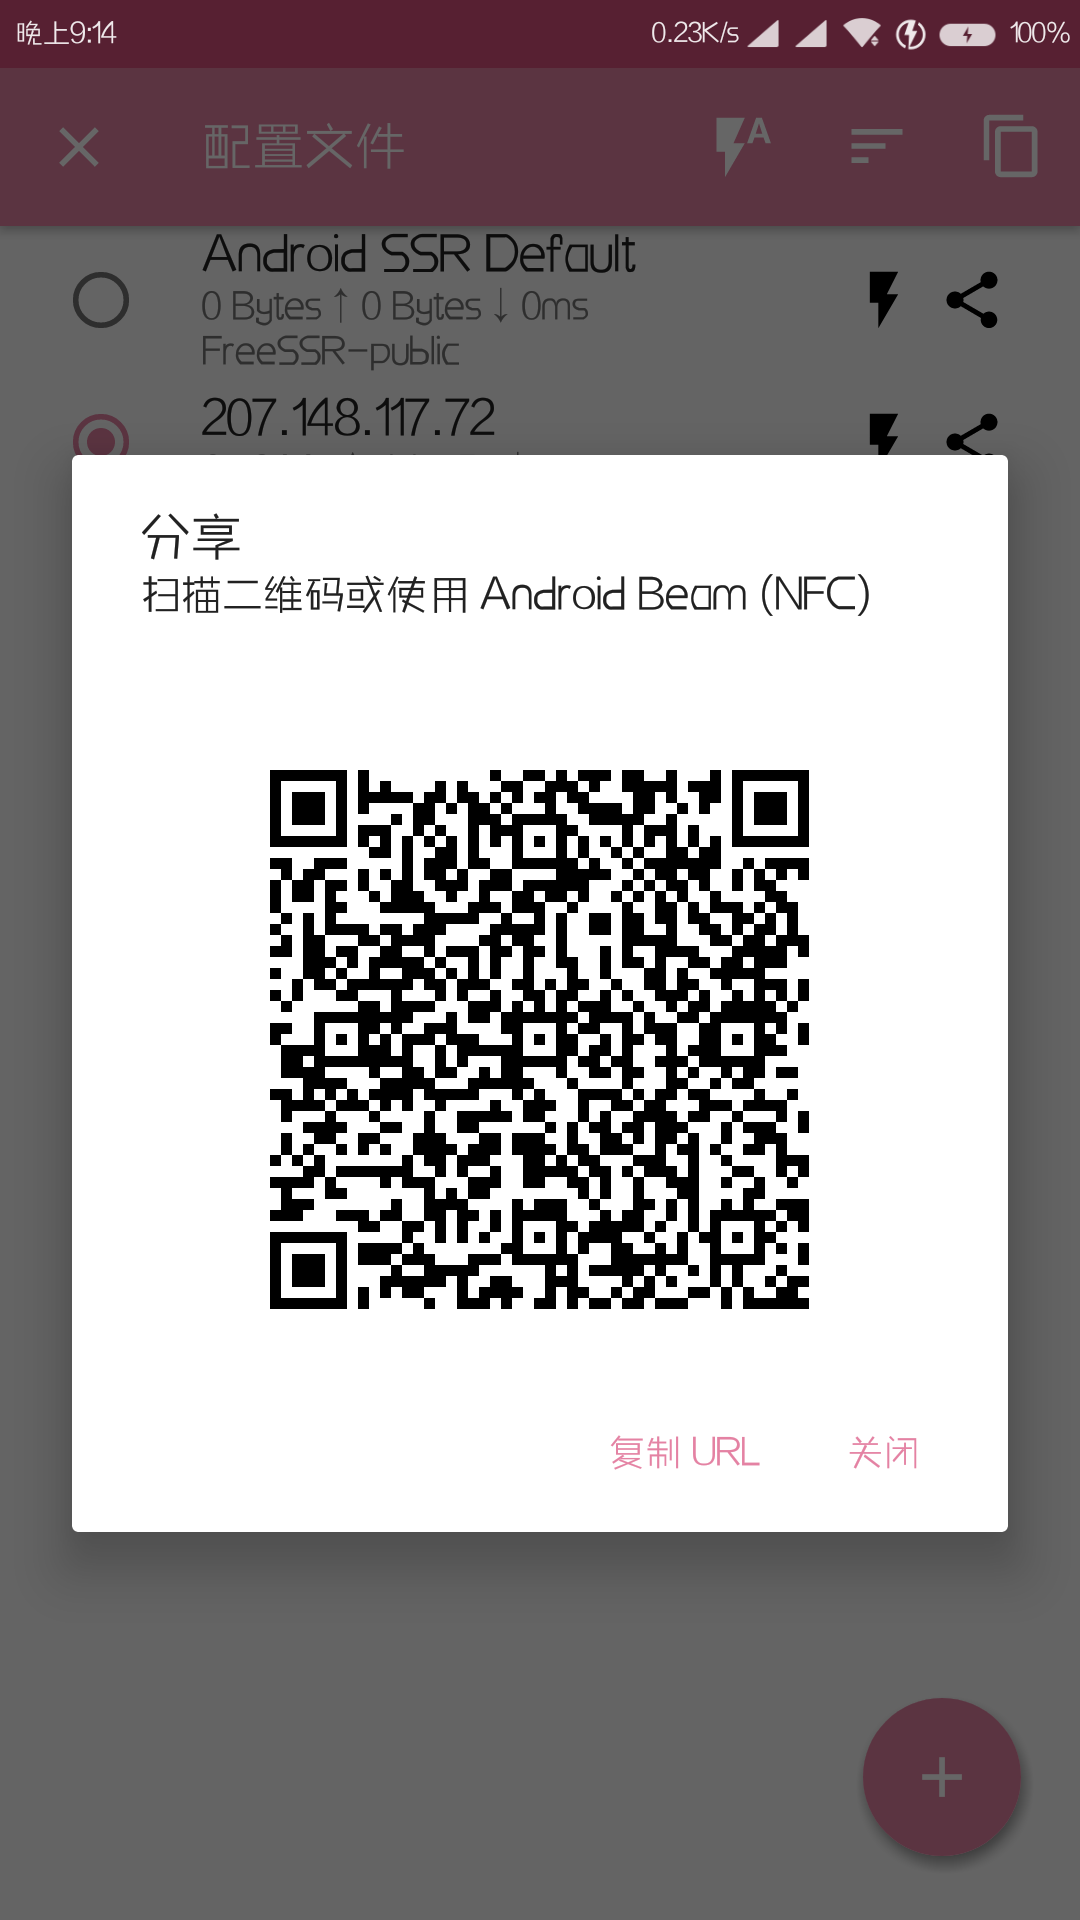 晚上9:14
0.23K/s
100%
配置文件
A
Android SSR Default
0 Bytes ↑ 0 Bytes ↓ 0ms
FreeSSR-public
207.148.117.72
分享
扫描二维码或使用 Android Beam (NFC)
复制 URL
关闭